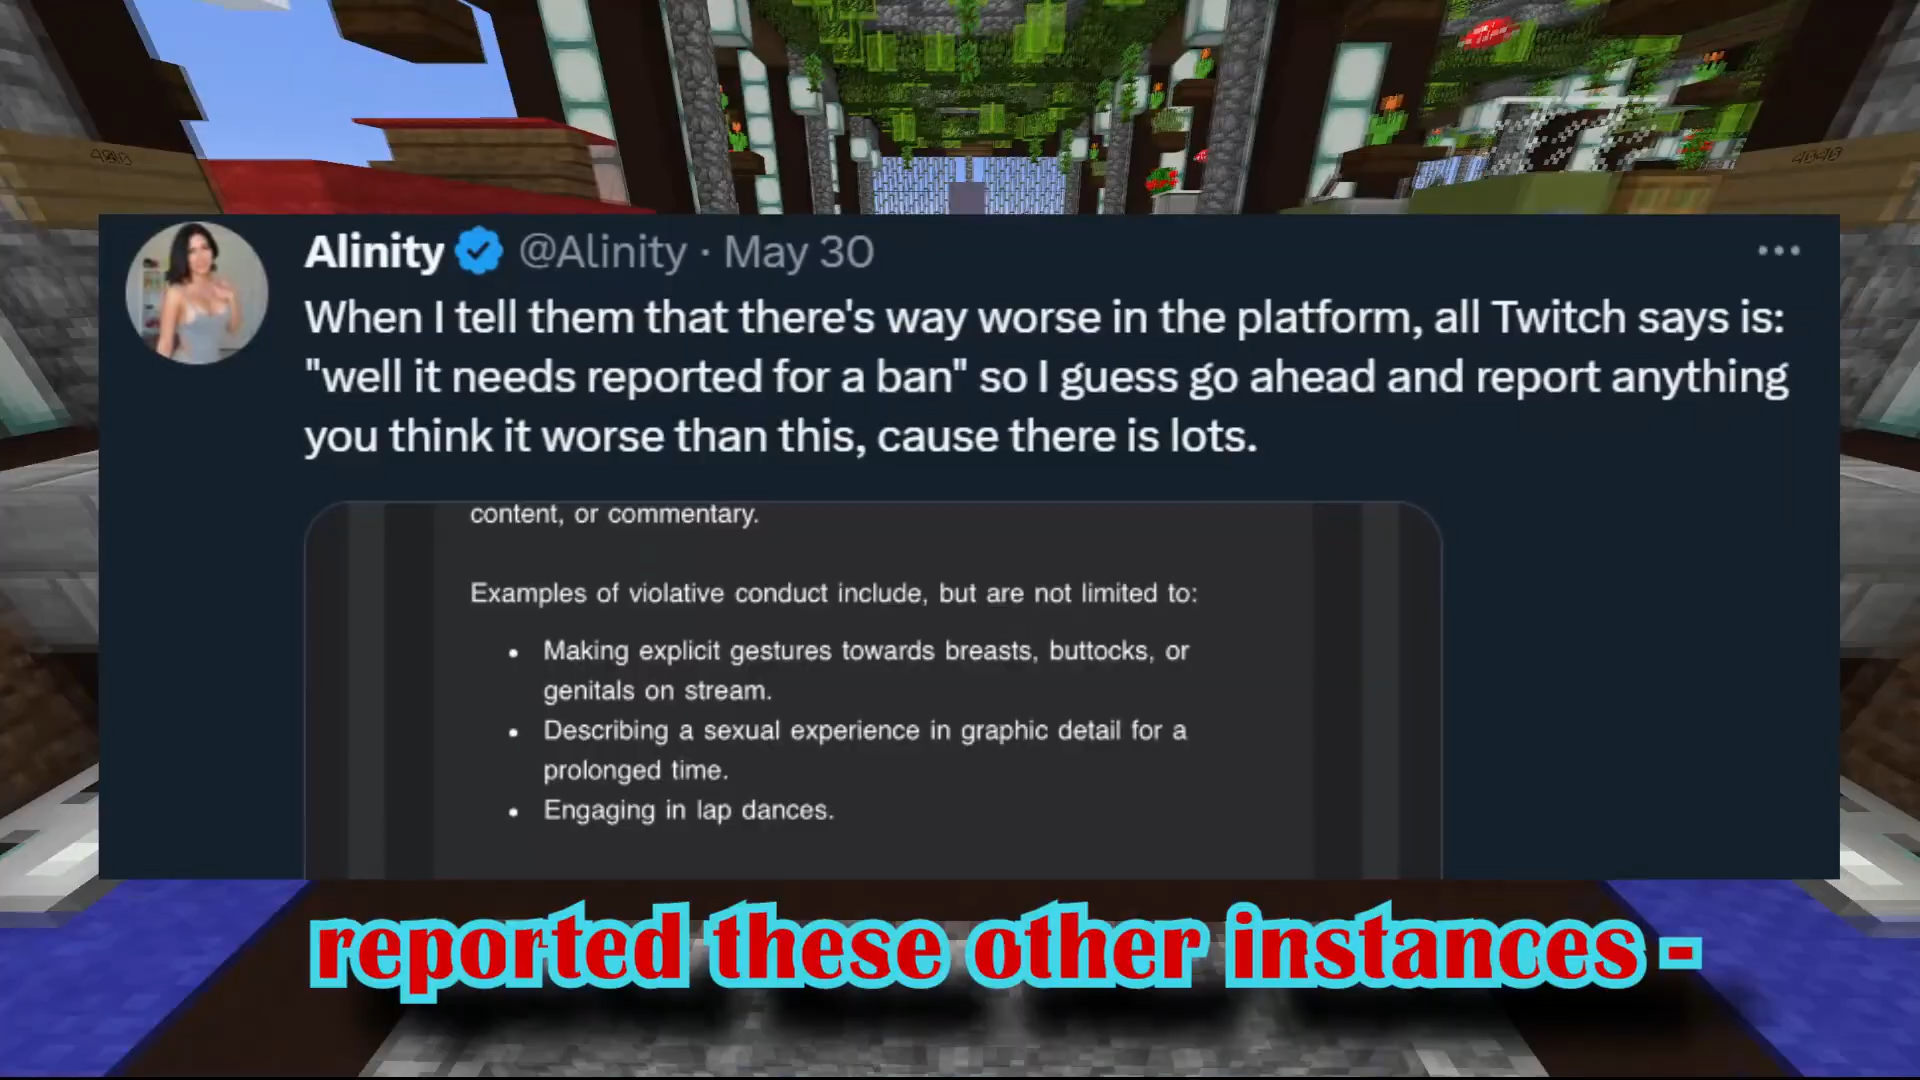 Alinity @Alinity · May 30
When I tell them that there's way worse in the platform, all Twitch says is:
"well it needs reported for a ban" so I guess go ahead and report anything
you think it worse than this, cause there is lots.
content, or commentary.
Examples of violative conduct include, but are not limited to:
• Making explicit gestures towards breasts, buttocks, or
genitals on stream.
• Describing a sexual experience in graphic detail for a
prolonged time.
• Engaging in lap dances.
reported these other instances -